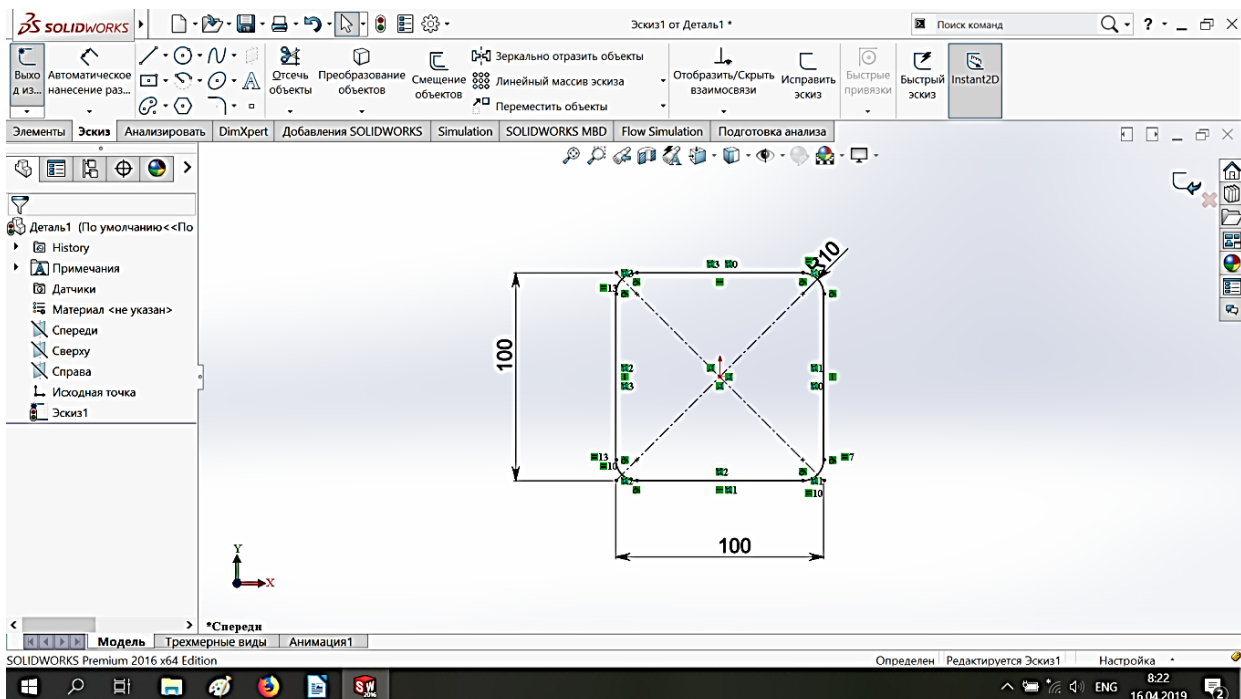 SOLIDWORKS
Эскиз1 от Деталь1 *
Поиск команд
Выхо д из...
Автоматическое нанесение раз...
Отсечь объекты
Преобразование объектов
Смещение объектов
Зеркально отразить объекты
Линейный массив эскиза
Переместить объекты
Отобразить/Скрыть взаимосвязи
Исправить эскиз
Быстрые привязки
Быстрый эскиз
Instant2D
Элементы Эскиз Анализировать DimXpert Добавления SOLIDWORKS Simulation SOLIDWORKS MBD Flow Simulation Подготовка анализа
Деталь1 (По умолчанию<<По
History
Примечания
Датчики
Материал <не указан>
Спереди
Сверху
Справа
Исходная точка
Эскиз1
R10
100
100
Y
X
*Спереди
Модель Трехмерные виды Анимация1
SOLIDWORKS Premium 2016 x64 Edition
Определен Редактируется Эскиз1 Настройка
ENG
8:22
16.04.2019